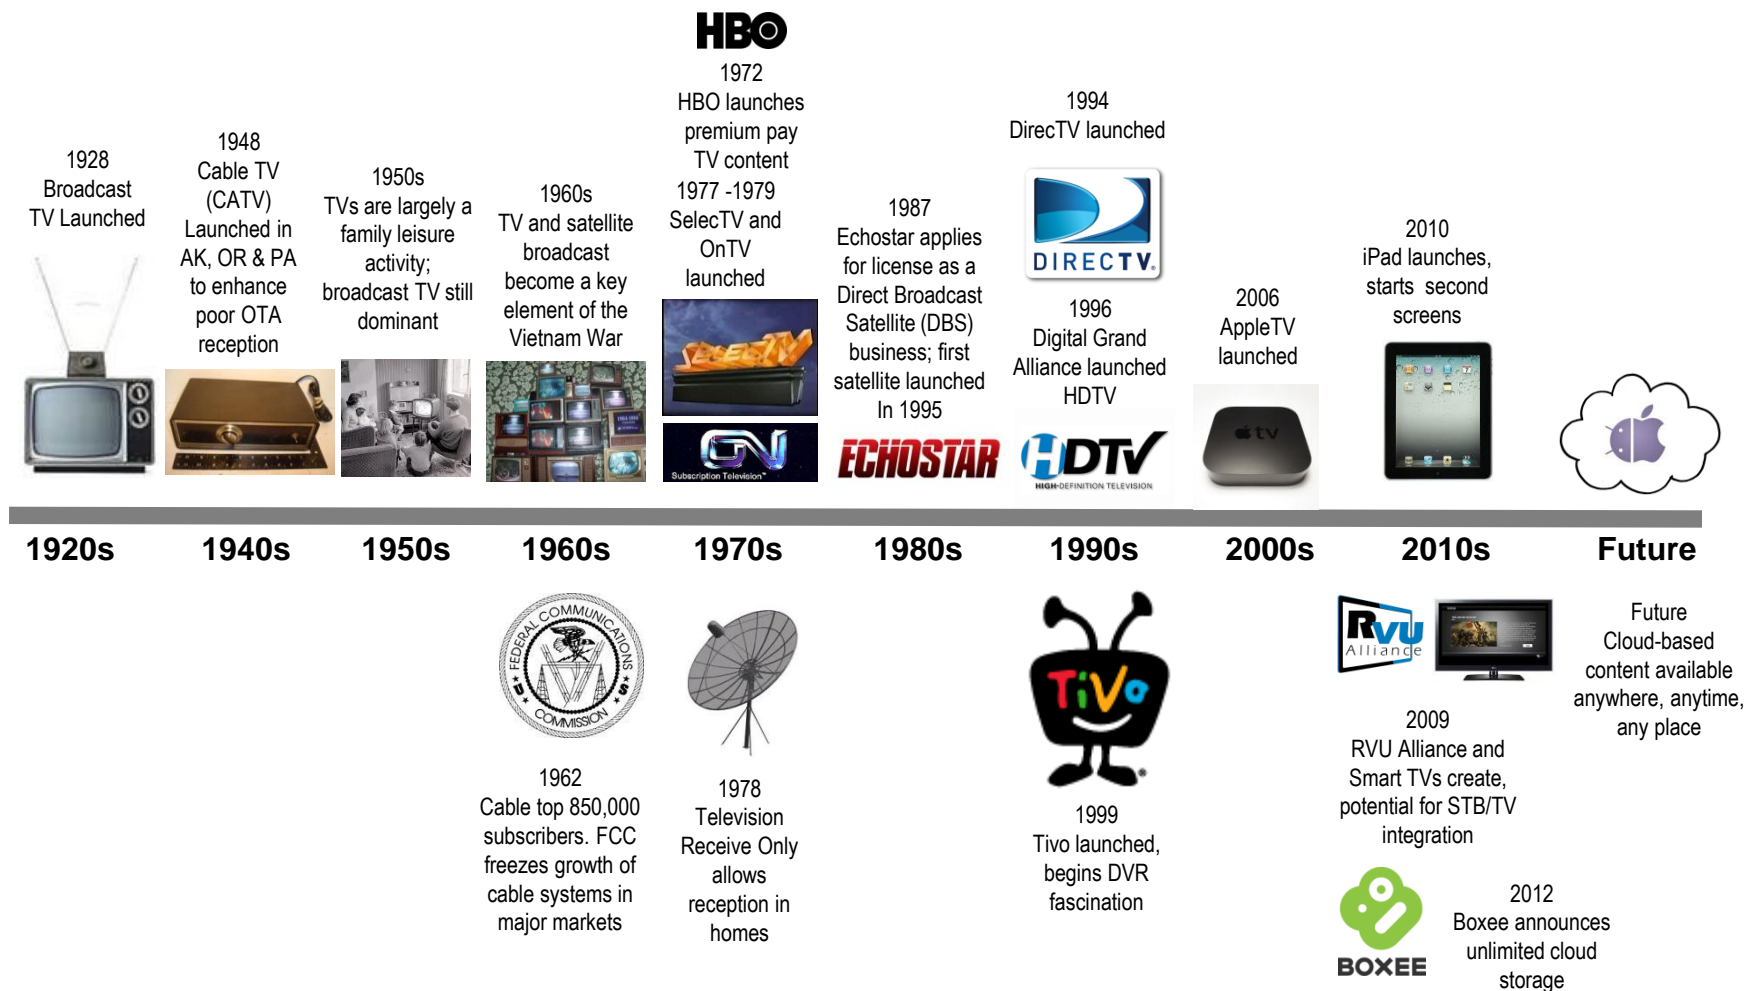 HBO
1972
HBO launches
premium pay
TV content
1928
Broadcast
TV Launched
1948
Cable TV
(CATV)
Launched in
AK, OR & PA
to enhance
poor OTA
reception
1950s
TVs are largely a
family leisure
activity;
broadcast TV still
dominant
1960s
TV and satellite
broadcast
become a key
element of the
Vietnam War
1977 -1979
SelecTV and
OnTV
launched
SELECTV
ON
Subscription Television™
1987
Echostar applies
for license as a
Direct Broadcast
Satellite (DBS)
business; first
satellite launched
In 1995
ECHOSTAR
1994
DirecTV launched
DIRECTV®
1996
Digital Grand
Alliance launched
HDTV
HDTV
HIGH-DEFINITION TELEVISION
2006
AppleTV
launched
tv
2010
iPad launches,
starts second
screens
1920s
1940s
1950s
1960s
1970s
1980s
1990s
2000s
2010s
Future
FEDERAL COMMUNICATIONS
COMMISSION
U S
1962
Cable top 850,000
subscribers. FCC
freezes growth of
cable systems in
major markets
1978
Television
Receive Only
allows
reception in
homes
TiVo
1999
Tivo launched,
begins DVR
fascination
RVU
Alliance
2009
RVU Alliance and
Smart TVs create,
potential for STB/TV
integration
BOXEE
2012
Boxee announces
unlimited cloud
storage
Future
Cloud-based
content available
anywhere, anytime,
any place